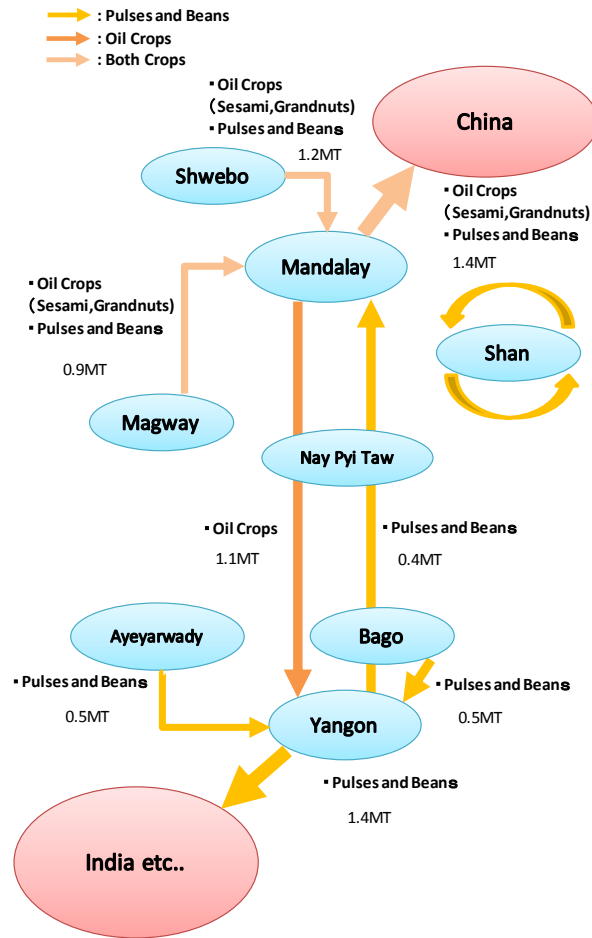 : Pulses and Beans
: Oil Crops
: Both Crops
・Oil Crops
(Sesami,Grandnuts)
・Pulses and Beans
1.2MT
China
Shwebo
・Oil Crops
(Sesami,Grandnuts)
・Pulses and Beans
1.4MT
Mandalay
・Oil Crops
(Sesami,Grandnuts)
・Pulses and Beans
0.9MT
Shan
Magway
Nay Pyi Taw
・Oil Crops
1.1MT
・Pulses and Beans
0.4MT
Ayeyarwady
Bago
・Pulses and Beans
0.5MT
・Pulses and Beans
0.5MT
Yangon
・Pulses and Beans
1.4MT
India etc..